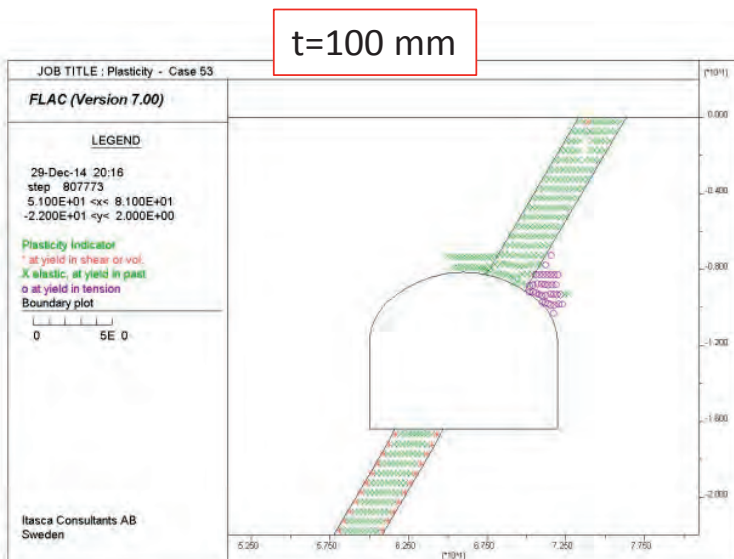 t=100 mm
JOB TITLE : Plasticity - Case 53
(*10^1)
FLAC (Version 7.00)
LEGEND
29-Dec-14 20:16
step 807773
5.100E+01 <x< 8.100E+01
-2.200E+01 <y< 2.000E+00
Plasticity Indicator
* at yield in shear or vol.
X elastic, at yield in past
o at yield in tension
Boundary plot
0 5E 0
0.000
-0.400
-0.800
-1.200
-1.600
-2.000
Itasca Consultants AB
Sweden
5.250 5.750 6.250 6.750 7.250 7.750
(*10^1)